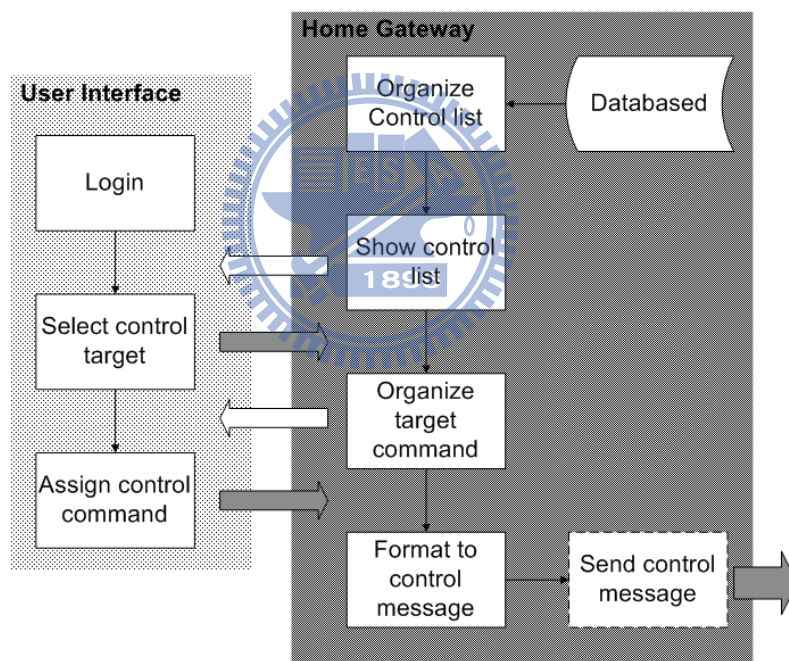 Home Gateway
Organize
Control list
Databased
User Interface
Login
Show control
list
Select control
target
Organize
target
command
Assign control
command
Format to
control
message
Send control
message
E S A
1896